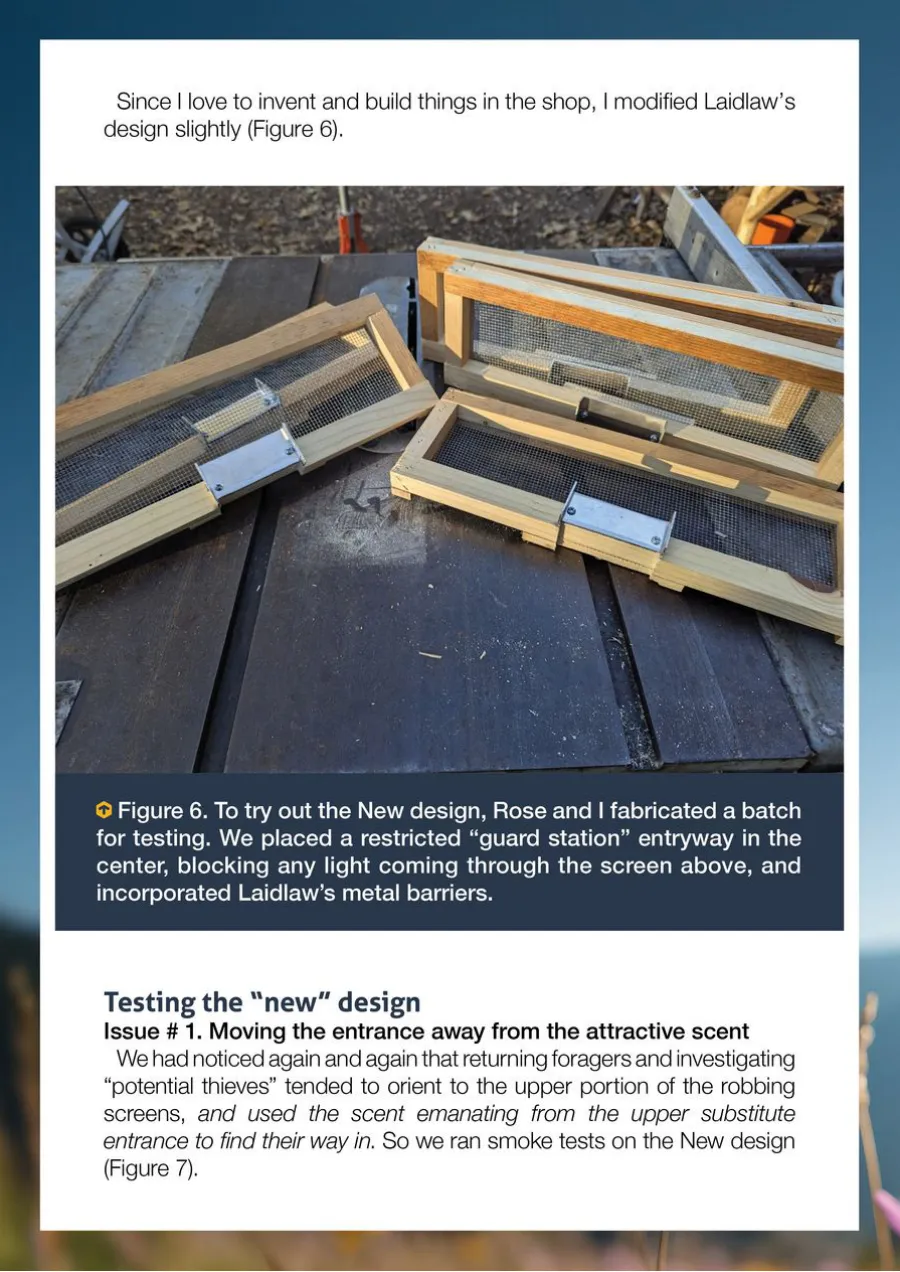 Since I love to invent and build things in the shop, I modified Laidlaw’s
design slightly (Figure 6).
Figure 6. To try out the New design, Rose and I fabricated a batch
for testing. We placed a restricted “guard station” entryway in the
center, blocking any light coming through the screen above, and
incorporated Laidlaw’s metal barriers.
Testing the “new” design
Issue # 1. Moving the entrance away from the attractive scent
We had noticed again and again that returning foragers and investigating
“potential thieves” tended to orient to the upper portion of the robbing
screens, and used the scent emanating from the upper substitute
entrance to find their way in. So we ran smoke tests on the New design
(Figure 7).